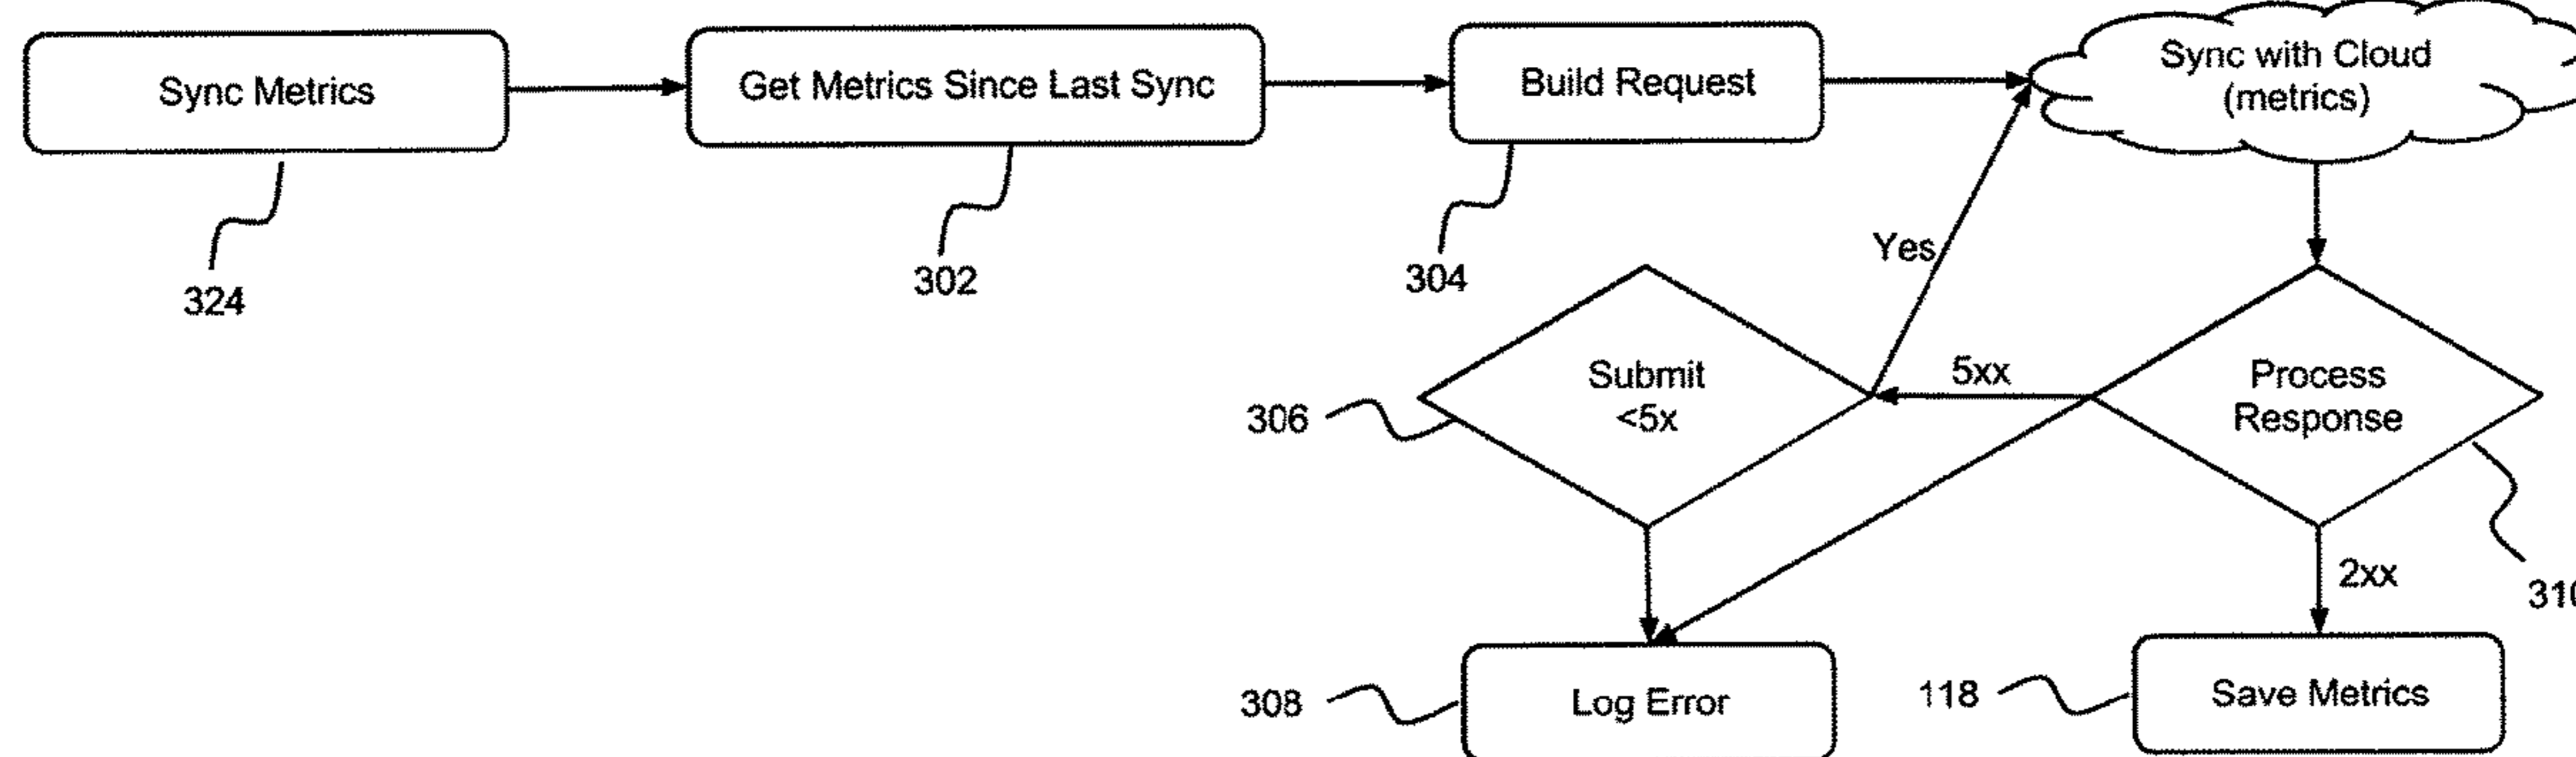 Sync Metrics
Get Metrics Since Last Sync
Build Request
Sync with Cloud
(metrics)
324
302
304
Yes
Submit
<5x
5xx
Process
Response
306
2xx
310
308
Log Error
118
Save Metrics